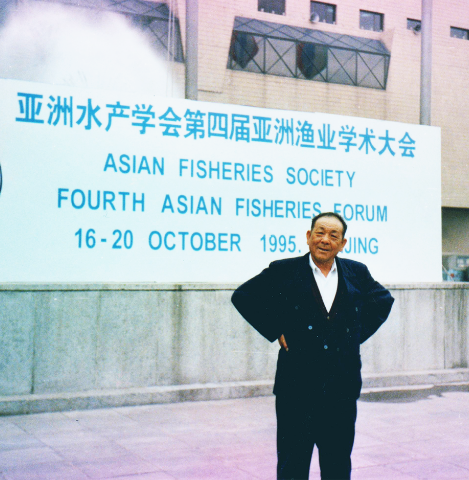 亚洲水产学会第四届亚洲渔业学术大会
ASIAN FISHERIES SOCIETY
FOURTH ASIAN FISHERIES FORUM
16-20 OCTOBER 1995. JING